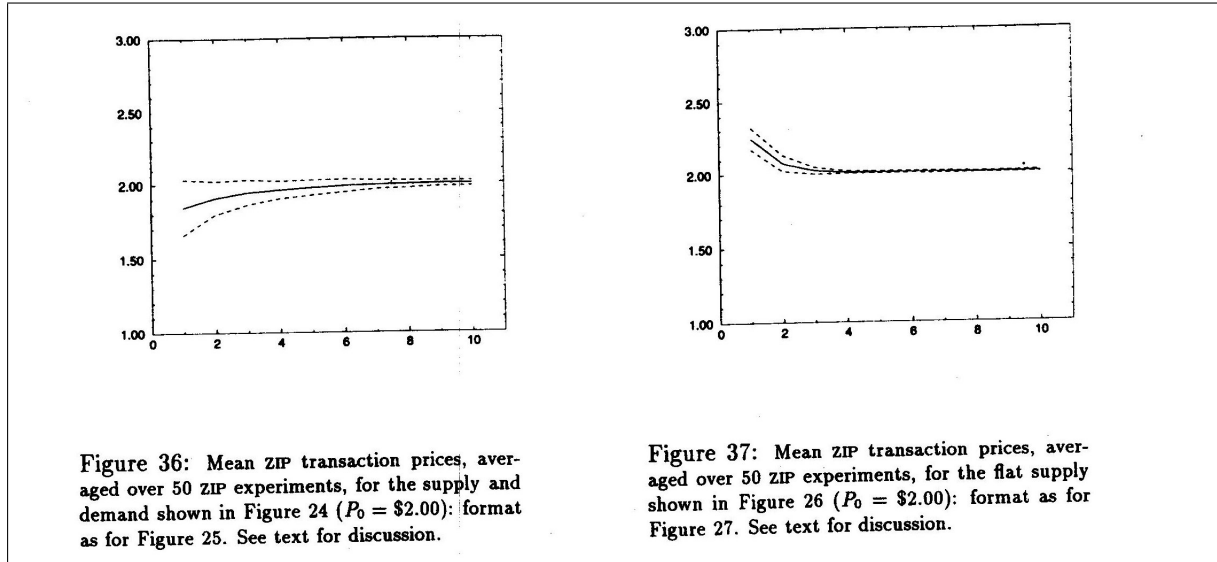 3.00
2.50
2.00
1.50
1.00
0 2 4 6 8 10
Figure 36: Mean ZIP transaction prices, aver-
aged over 50 ZIP experiments, for the supply and
demand shown in Figure 24 (P₀ = $2.00): format
as for Figure 25. See text for discussion.
3.00
2.50
2.00
1.50
1.00
0 2 4 6 8 10
Figure 37: Mean ZIP transaction prices, aver-
aged over 50 ZIP experiments, for the flat supply
shown in Figure 26 (P₀ = $2.00): format as for
Figure 27. See text for discussion.